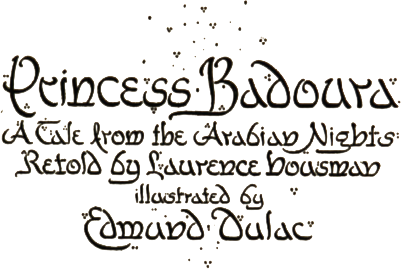 Princess Badoura
A Tale from the Arabian Nights
Retold by Laurence Housman
illustrated by
Edmund Dulac